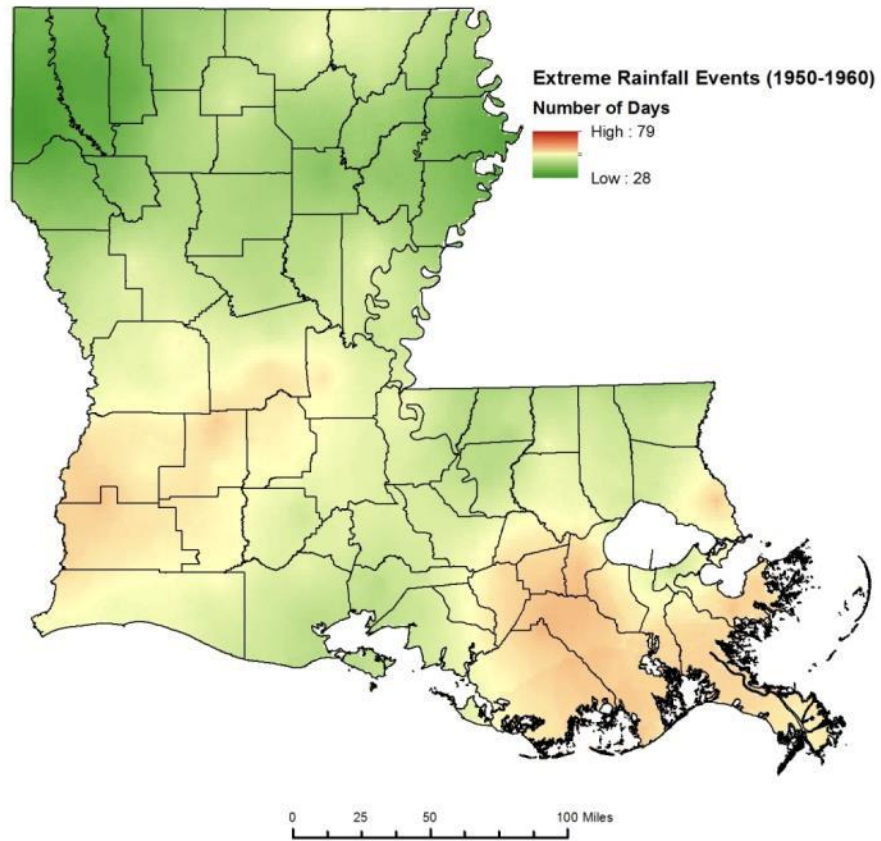 Extreme Rainfall Events (1950-1960)
Number of Days
High : 79
Low : 28
0 25 50 100 Miles